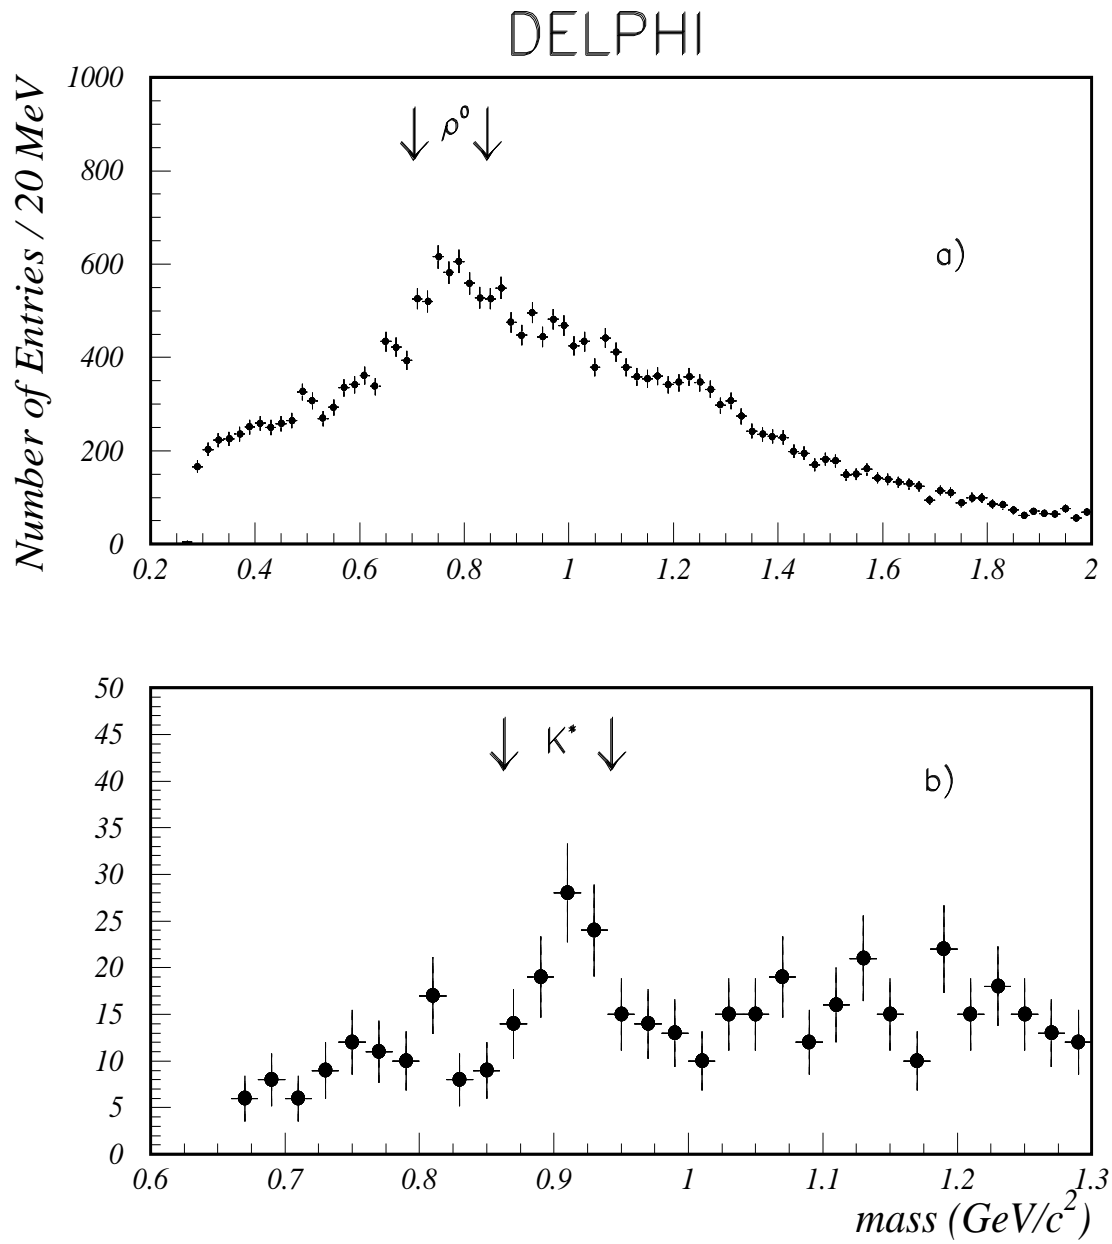 DELPHI
Number of Entries / 20 MeV
1000
800
600
400
200
0
ρ⁰
a)
0.2 0.4 0.6 0.8 1 1.2 1.4 1.6 1.8 2
50
45
40
35
30
25
20
15
10
5
0
K*
b)
0.6 0.7 0.8 0.9 1 1.1 1.2 1.3
mass (GeV/c²)